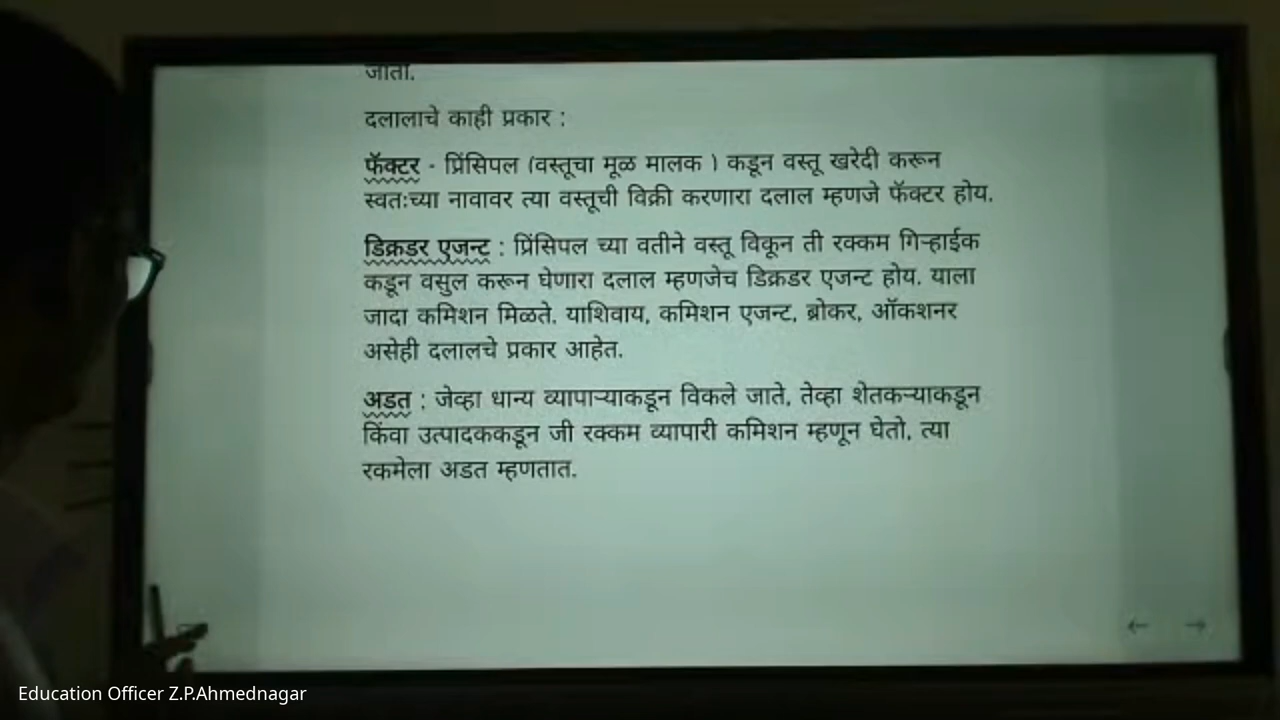 जातो.
दलालाचे काही प्रकार :
फॅक्टर - प्रिंसिपल (वस्तूचा मूळ मालक ) कडून वस्तू खरेदी करून
स्वतःच्या नावावर त्या वस्तूची विक्री करणारा दलाल म्हणजे फॅक्टर होय.
डिक्रडर एजन्ट : प्रिंसिपल च्या वतीने वस्तू विकून ती रक्कम गिऱ्हाईक
कडून वसुल करून घेणारा दलाल म्हणजेच डिक्रडर एजन्ट होय. याला
जादा कमिशन मिळते. याशिवाय, कमिशन एजन्ट, ब्रोकर, ऑकशनर
असेही दलालचे प्रकार आहेत.
अडत : जेव्हा धान्य व्यापाऱ्याकडून विकले जाते, तेव्हा शेतकऱ्याकडून
किंवा उत्पादककडून जी रक्कम व्यापारी कमिशन म्हणून घेतो, त्या
रकमेला अडत म्हणतात.
Education Officer Z.P.Ahmednagar